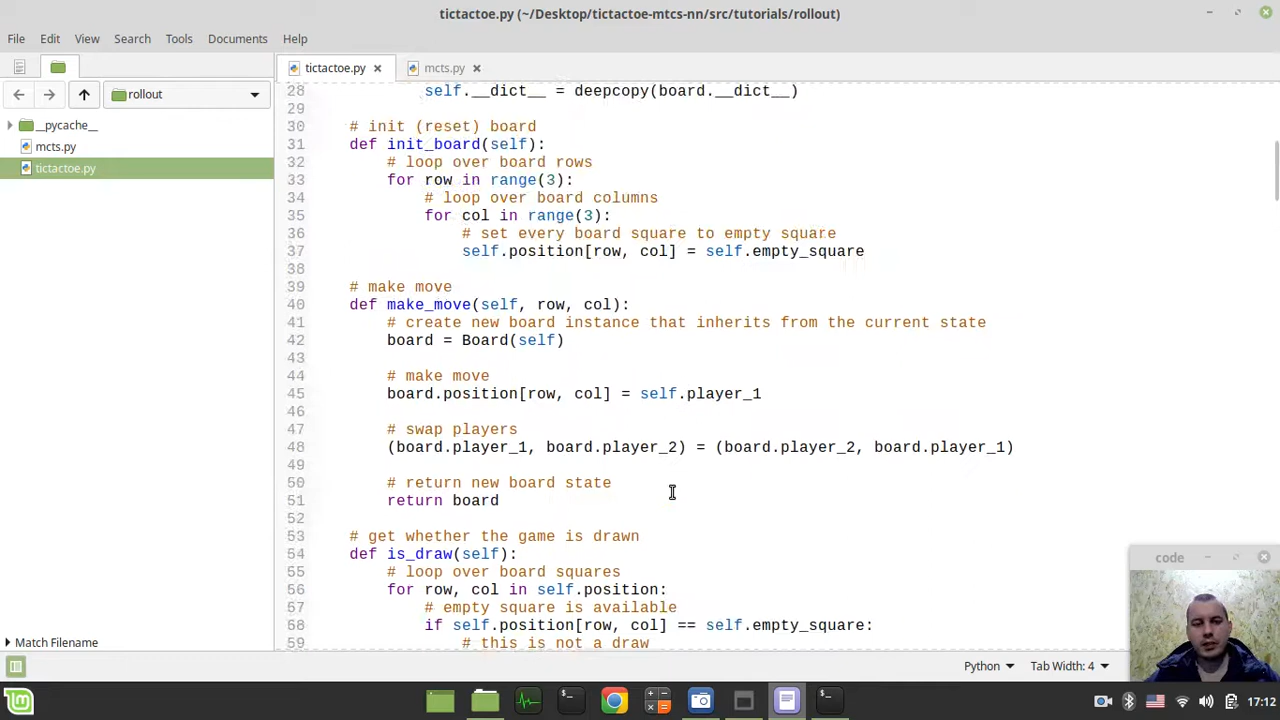 tictactoe.py (~/Desktop/tictactoe-mtcs-nn/src/tutorials/rollout)
File Edit View Search Tools Documents Help
tictactoe.py
mcts.py
rollout
__pycache__
mcts.py
tictactoe.py
28 self.__dict__ = deepcopy(board.__dict__)
29
30 # init (reset) board
31 def init_board(self):
32 # loop over board rows
33 for row in range(3):
34 # loop over board columns
35 for col in range(3):
36 # set every board square to empty square
37 self.position[row, col] = self.empty_square
38
39 # make move
40 def make_move(self, row, col):
41 # create new board instance that inherits from the current state
42 board = Board(self)
43
44 # make move
45 board.position[row, col] = self.player_1
46
47 # swap players
48 (board.player_1, board.player_2) = (board.player_2, board.player_1)
49
50 # return new board state
51 return board
52
53 # get whether the game is drawn
54 def is_draw(self):
55 # loop over board squares
56 for row, col in self.position:
57 # empty square is available
58 if self.position[row, col] == self.empty_square:
59 # this is not a draw
code
Match Filename
Python Tab Width: 4
17:12